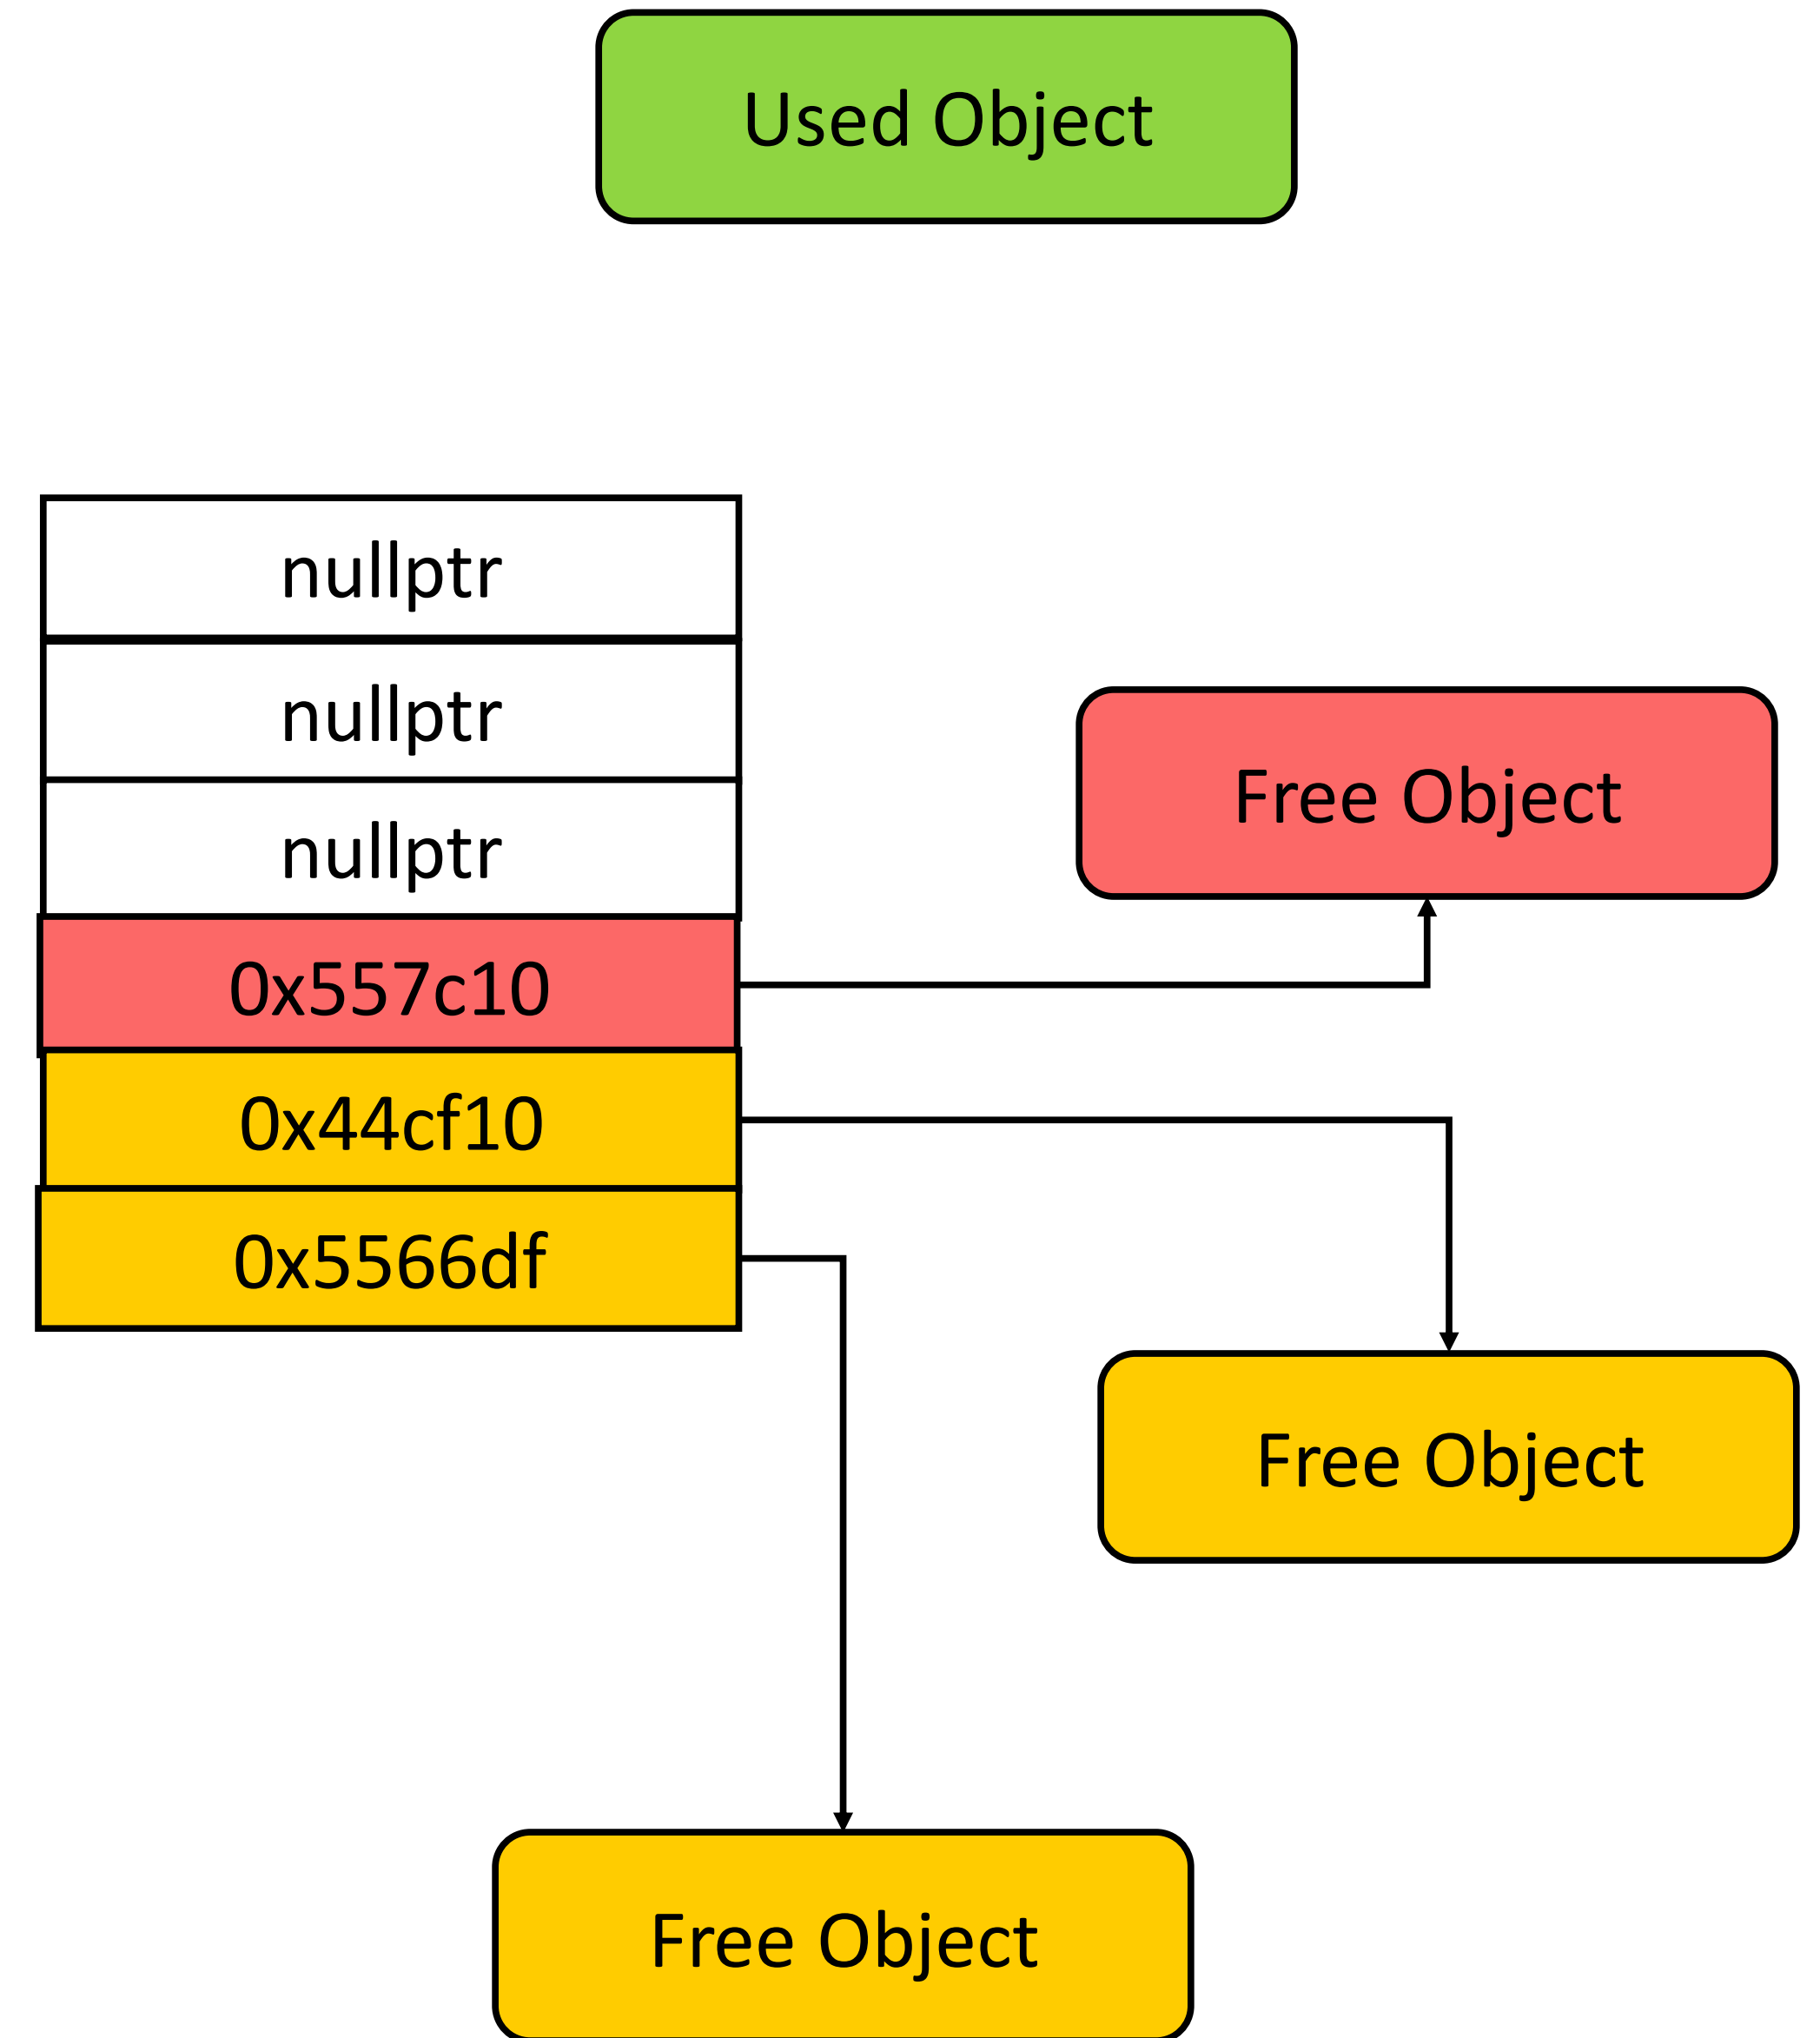 Used Object
nullptr
nullptr
nullptr
Free Object
0x557c10
0x44cf10
0x5566df
Free Object
Free Object